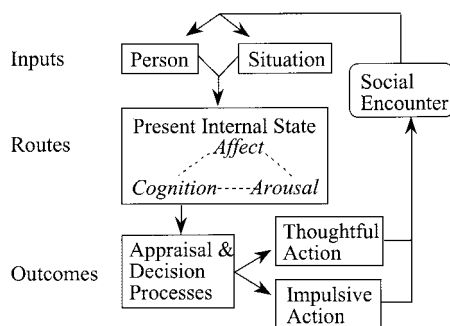 Inputs
Person
Situation
Social
Encounter
Routes
Present Internal State
Affect
Cognition
Arousal
Outcomes
Appraisal &
Decision
Processes
Thoughtful
Action
Impulsive
Action